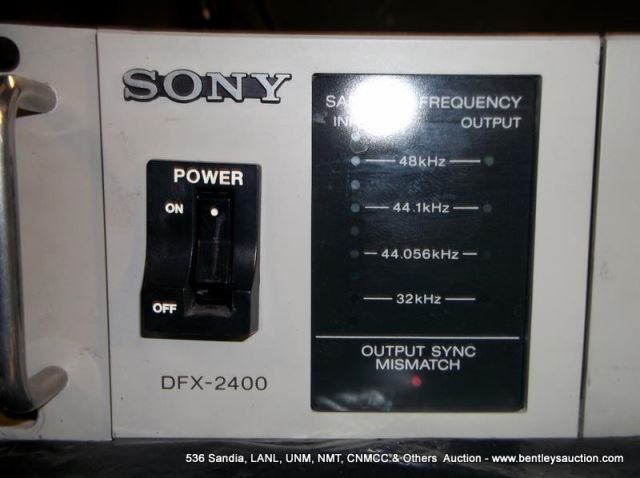 SONY
POWER
ON
OFF
DFX-2400
FREQUENCY
OUTPUT
48kHz
44.1kHz
44.056kHz
32kHz
OUTPUT SYNC
MISMATCH
536 Sandia, LANL, UNM, NMT, CNMCC & Others Auction - www.bentleysauction.com